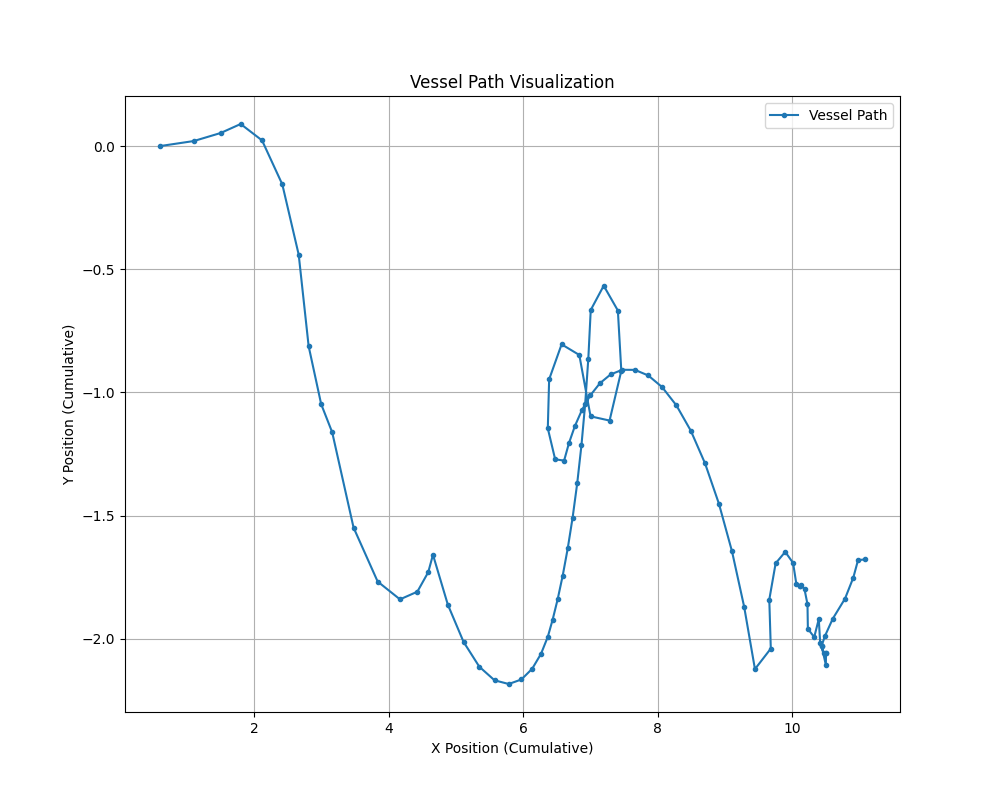 Vessel Path Visualization
Vessel Path
0.0
−0.5
−1.0
−1.5
−2.0
Y Position (Cumulative)
2 4 6 8 10
X Position (Cumulative)